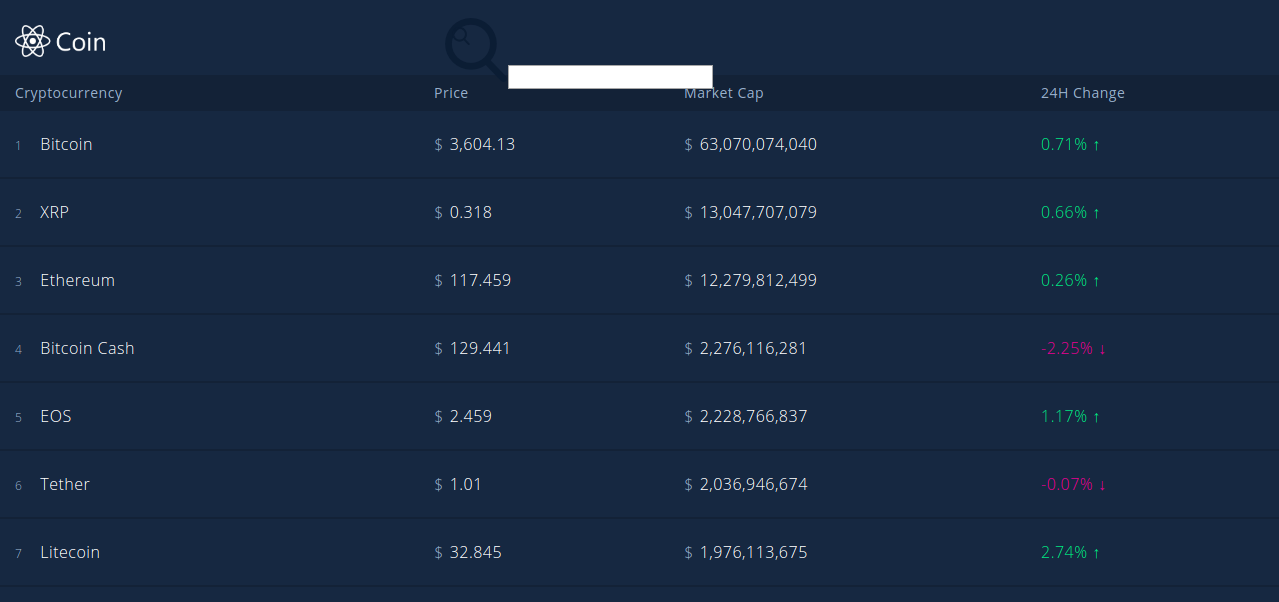 Coin
Cryptocurrency Price Market Cap 24H Change
1 Bitcoin $ 3,604.13 $ 63,070,074,040 0.71% ↑
2 XRP $ 0.318 $ 13,047,707,079 0.66% ↑
3 Ethereum $ 117.459 $ 12,279,812,499 0.26% ↑
4 Bitcoin Cash $ 129.441 $ 2,276,116,281 -2.25% ↓
5 EOS $ 2.459 $ 2,228,766,837 1.17% ↑
6 Tether $ 1.01 $ 2,036,946,674 -0.07% ↓
7 Litecoin $ 32.845 $ 1,976,113,675 2.74% ↑